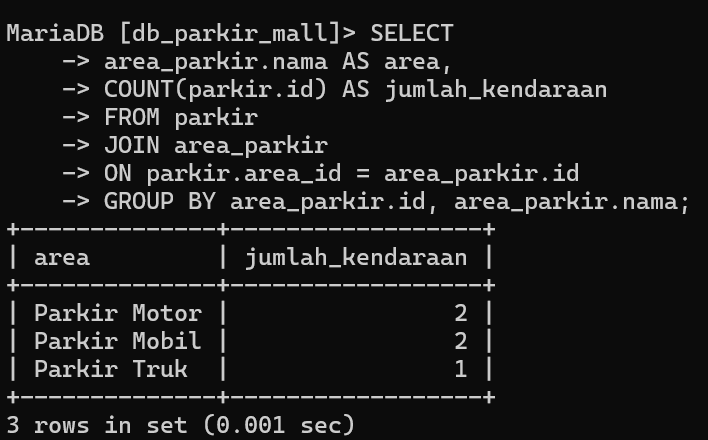 MariaDB [db_parkir_mall]> SELECT
    -> area_parkir.nama AS area,
    -> COUNT(parkir.id) AS jumlah_kendaraan
    -> FROM parkir
    -> JOIN area_parkir
    -> ON parkir.area_id = area_parkir.id
    -> GROUP BY area_parkir.id, area_parkir.nama;
+--------------+------------------+
| area         | jumlah_kendaraan |
+--------------+------------------+
| Parkir Motor |                2 |
| Parkir Mobil |                2 |
| Parkir Truk  |                1 |
+--------------+------------------+
3 rows in set (0.001 sec)